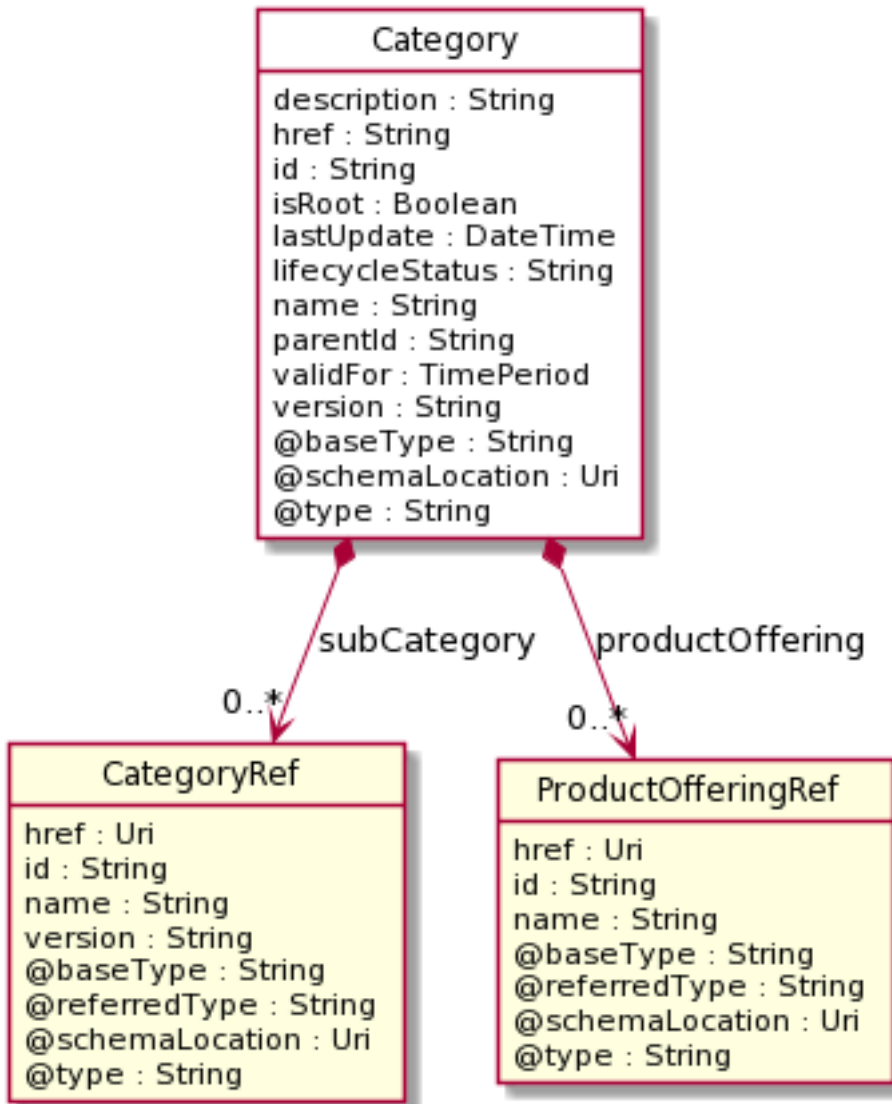 Category
description : String
href : String
id : String
isRoot : Boolean
lastUpdate : DateTime
lifecycleStatus : String
name : String
parentId : String
validFor : TimePeriod
version : String
@baseType : String
@schemaLocation : Uri
@type : String
subCategory
productOffering
0..*
0..*
CategoryRef
href : Uri
id : String
name : String
version : String
@baseType : String
@referredType : String
@schemaLocation : Uri
@type : String
ProductOfferingRef
href : Uri
id : String
name : String
@baseType : String
@referredType : String
@schemaLocation : Uri
@type : String